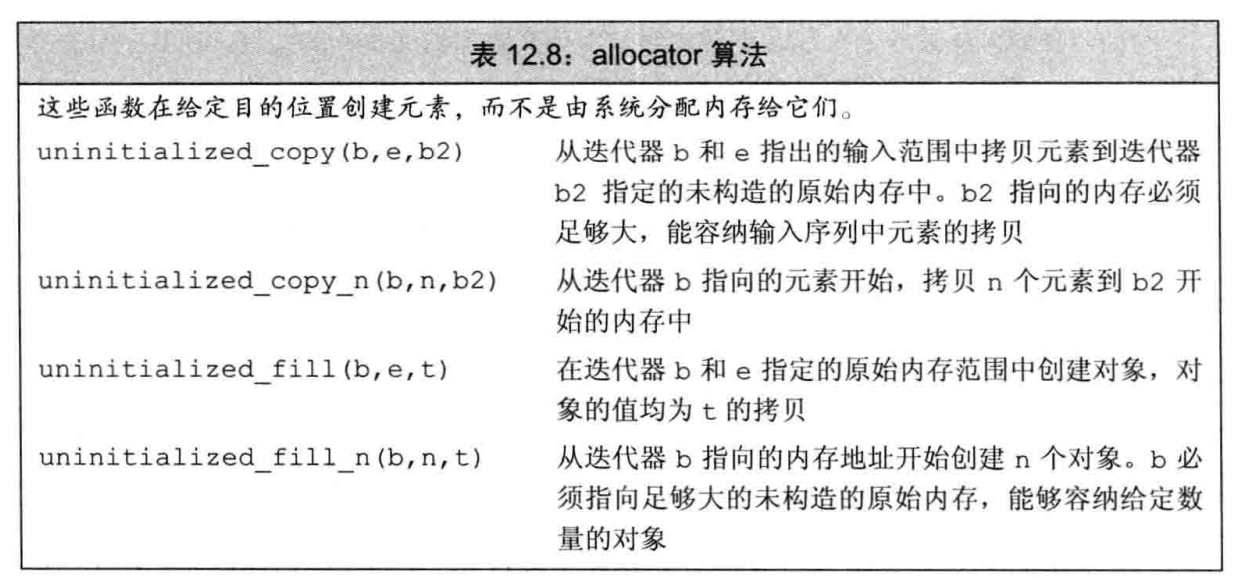 表 12.8：allocator 算法
这些函数在给定目的位置创建元素，而不是由系统分配内存给它们。
uninitialized_copy(b,e,b2) 从迭代器 b 和 e 指出的输入范围中拷贝元素到迭代器
b2 指定的未构造的原始内存中。b2 指向的内存必须
足够大，能容纳输入序列中元素的拷贝
uninitialized_copy_n(b,n,b2) 从迭代器 b 指向的元素开始，拷贝 n 个元素到 b2 开
始的内存中
uninitialized_fill(b,e,t) 在迭代器 b 和 e 指定的原始内存范围中创建对象，对
象的值均为 t 的拷贝
uninitialized_fill_n(b,n,t) 从迭代器 b 指向的内存地址开始创建 n 个对象。b 必
须指向足够大的未构造的原始内存，能够容纳给定数
量的对象